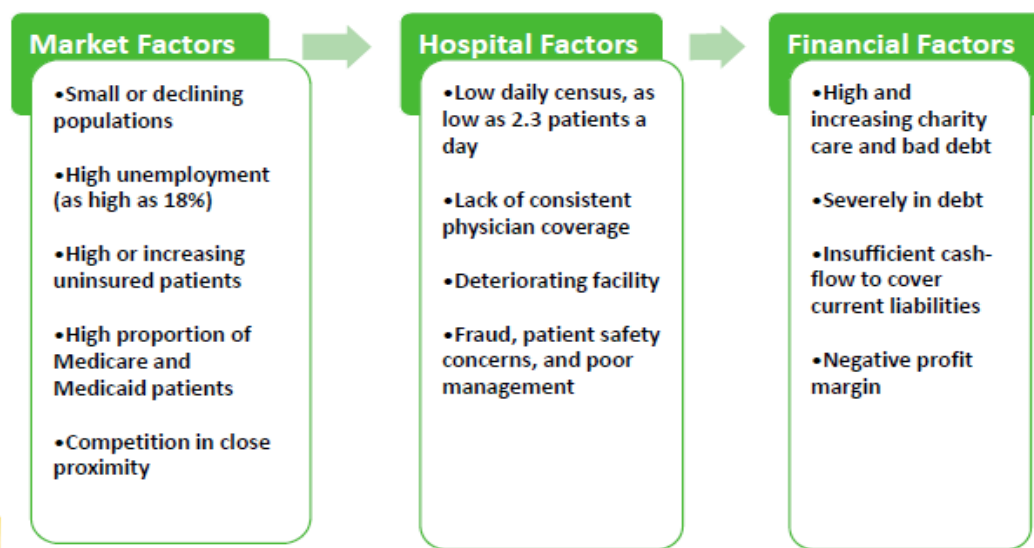 Market Factors
•Small or declining
populations
•High unemployment
(as high as 18%)
•High or increasing
uninsured patients
•High proportion of
Medicare and
Medicaid patients
•Competition in close
proximity
Hospital Factors
•Low daily census, as
low as 2.3 patients a
day
•Lack of consistent
physician coverage
•Deteriorating facility
•Fraud, patient safety
concerns, and poor
management
Financial Factors
•High and
increasing charity
care and bad debt
•Severely in debt
•Insufficient cash-
flow to cover
current liabilities
•Negative profit
margin